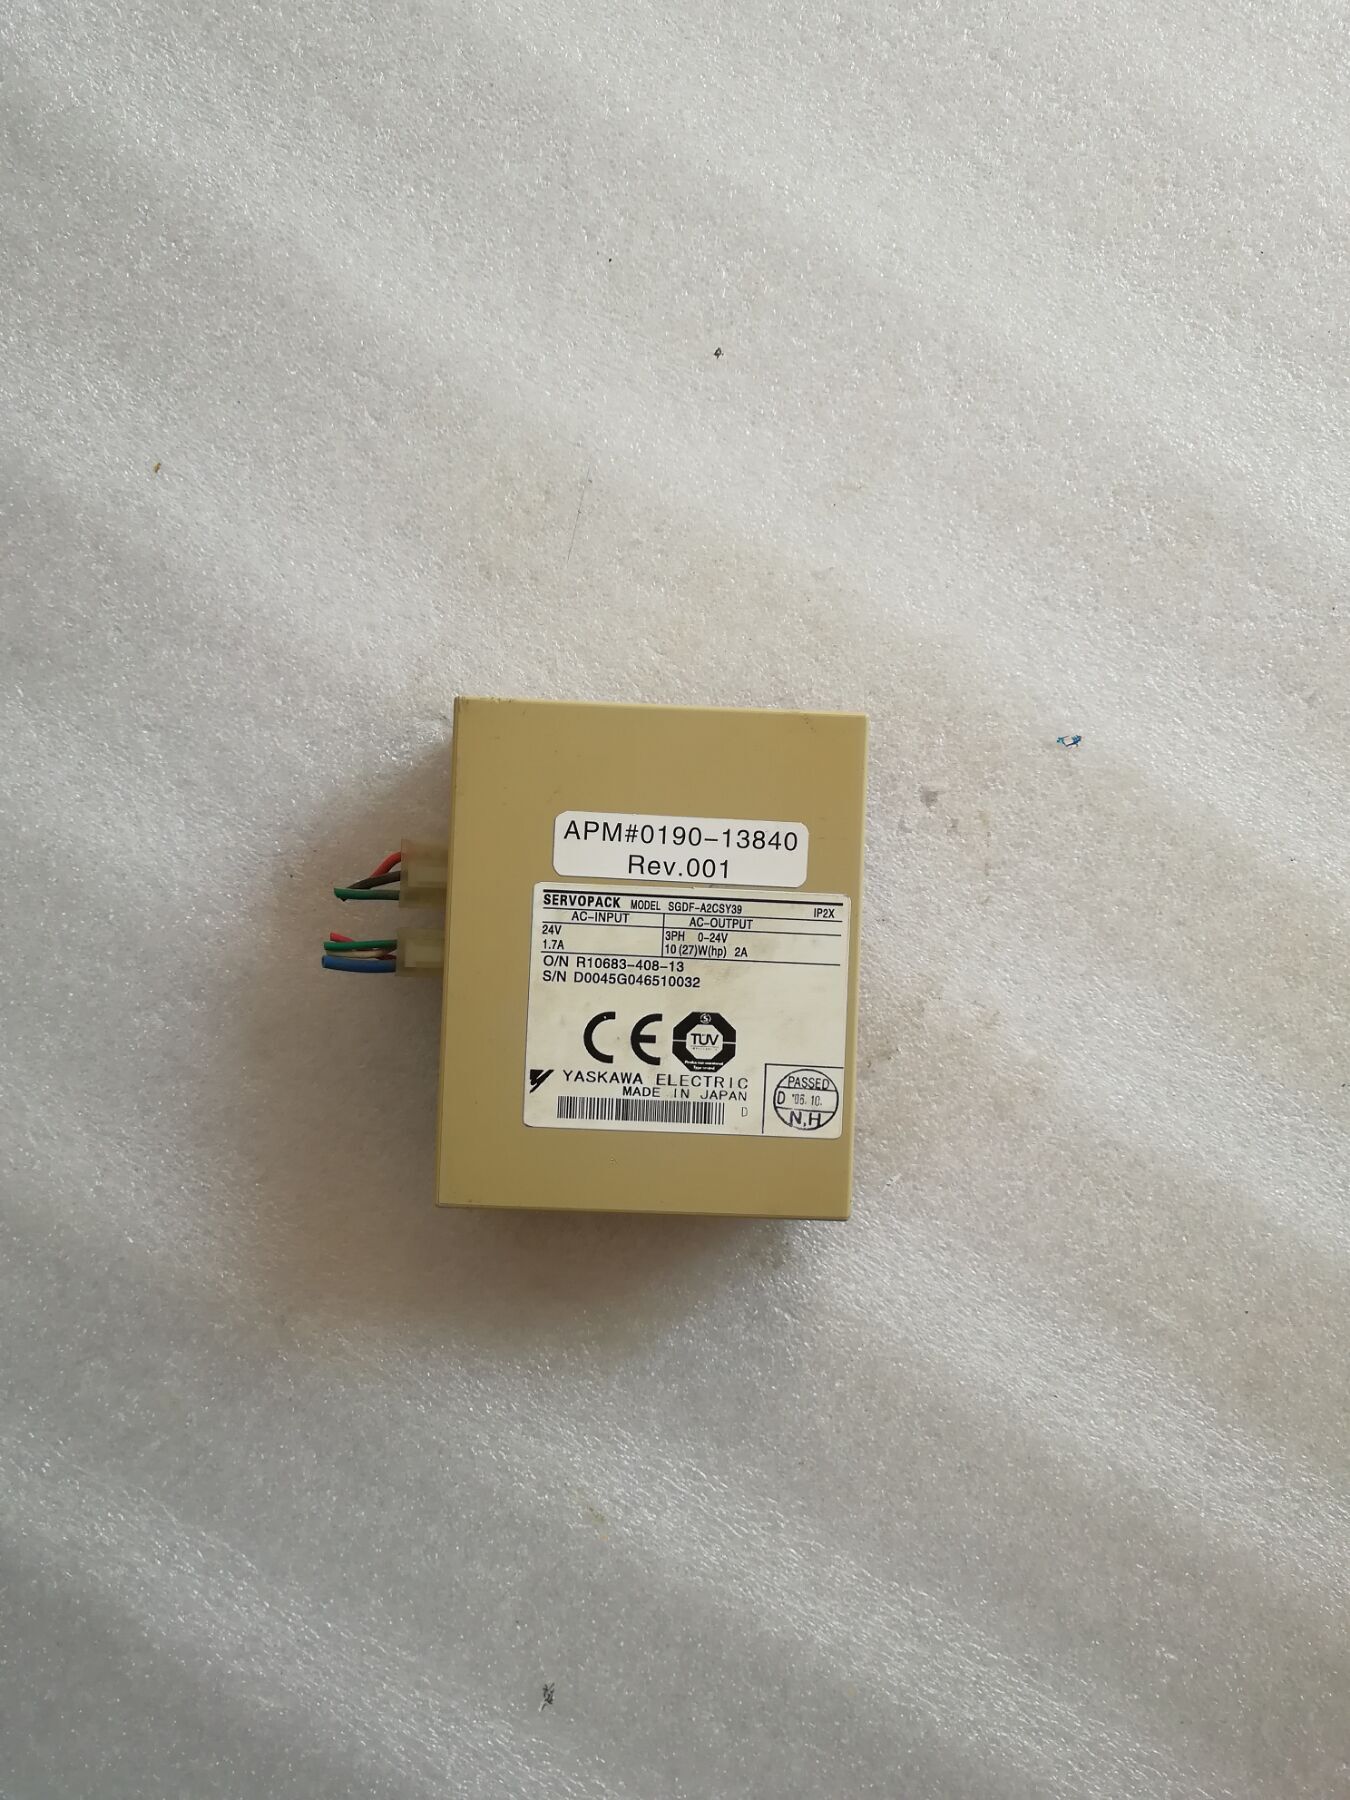 APM#0190-13840
Rev.001
SERVOPACK MODEL SGDF-A2CSY39 IP2X
AC-INPUT AC-OUTPUT
24V 3PH 0-24V
1.7A 10(27)W(hp) 2A
O/N R10683-408-13
S/N D0045G046510032
CE
TÜV
YASKAWA ELECTRIC
MADE IN JAPAN
D
PASSED
D '06.10.
N.H